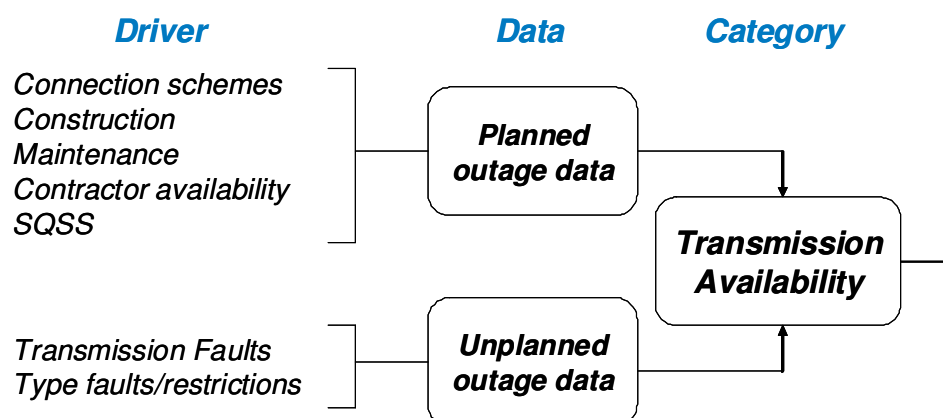 Driver
Data
Category
Connection schemes
Construction
Maintenance
Contractor availability
SQSS
Planned
outage data
Transmission
Availability
Transmission Faults
Type faults/restrictions
Unplanned
outage data